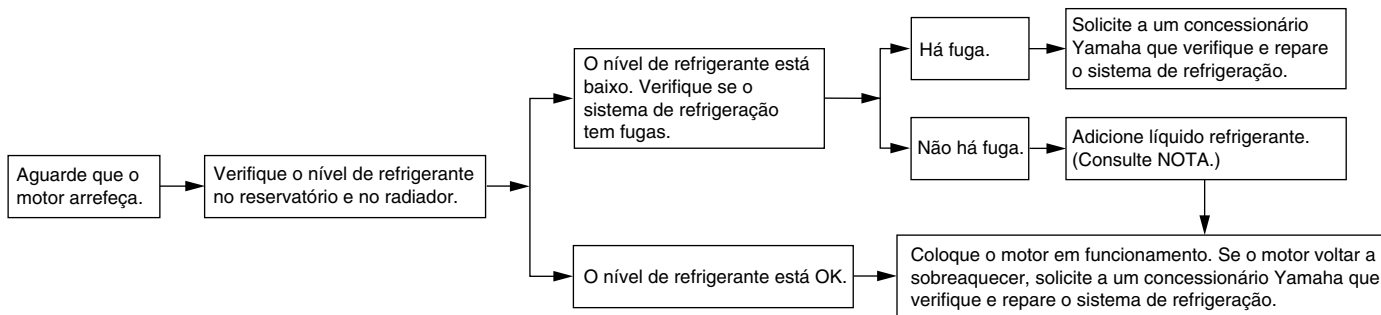 Aguarde que o
motor arrefeça.
Verifique o nível de refrigerante
no reservatório e no radiador.
O nível de refrigerante está
baixo. Verifique se o
sistema de refrigeração
tem fugas.
Há fuga.
Solicite a um concessionário
Yamaha que verifique e repare
o sistema de refrigeração.
Não há fuga.
Adicione líquido refrigerante.
(Consulte NOTA.)
O nível de refrigerante está OK.
Coloque o motor em funcionamento. Se o motor voltar a
sobreaquecer, solicite a um concessionário Yamaha que
verifique e repare o sistema de refrigeração.